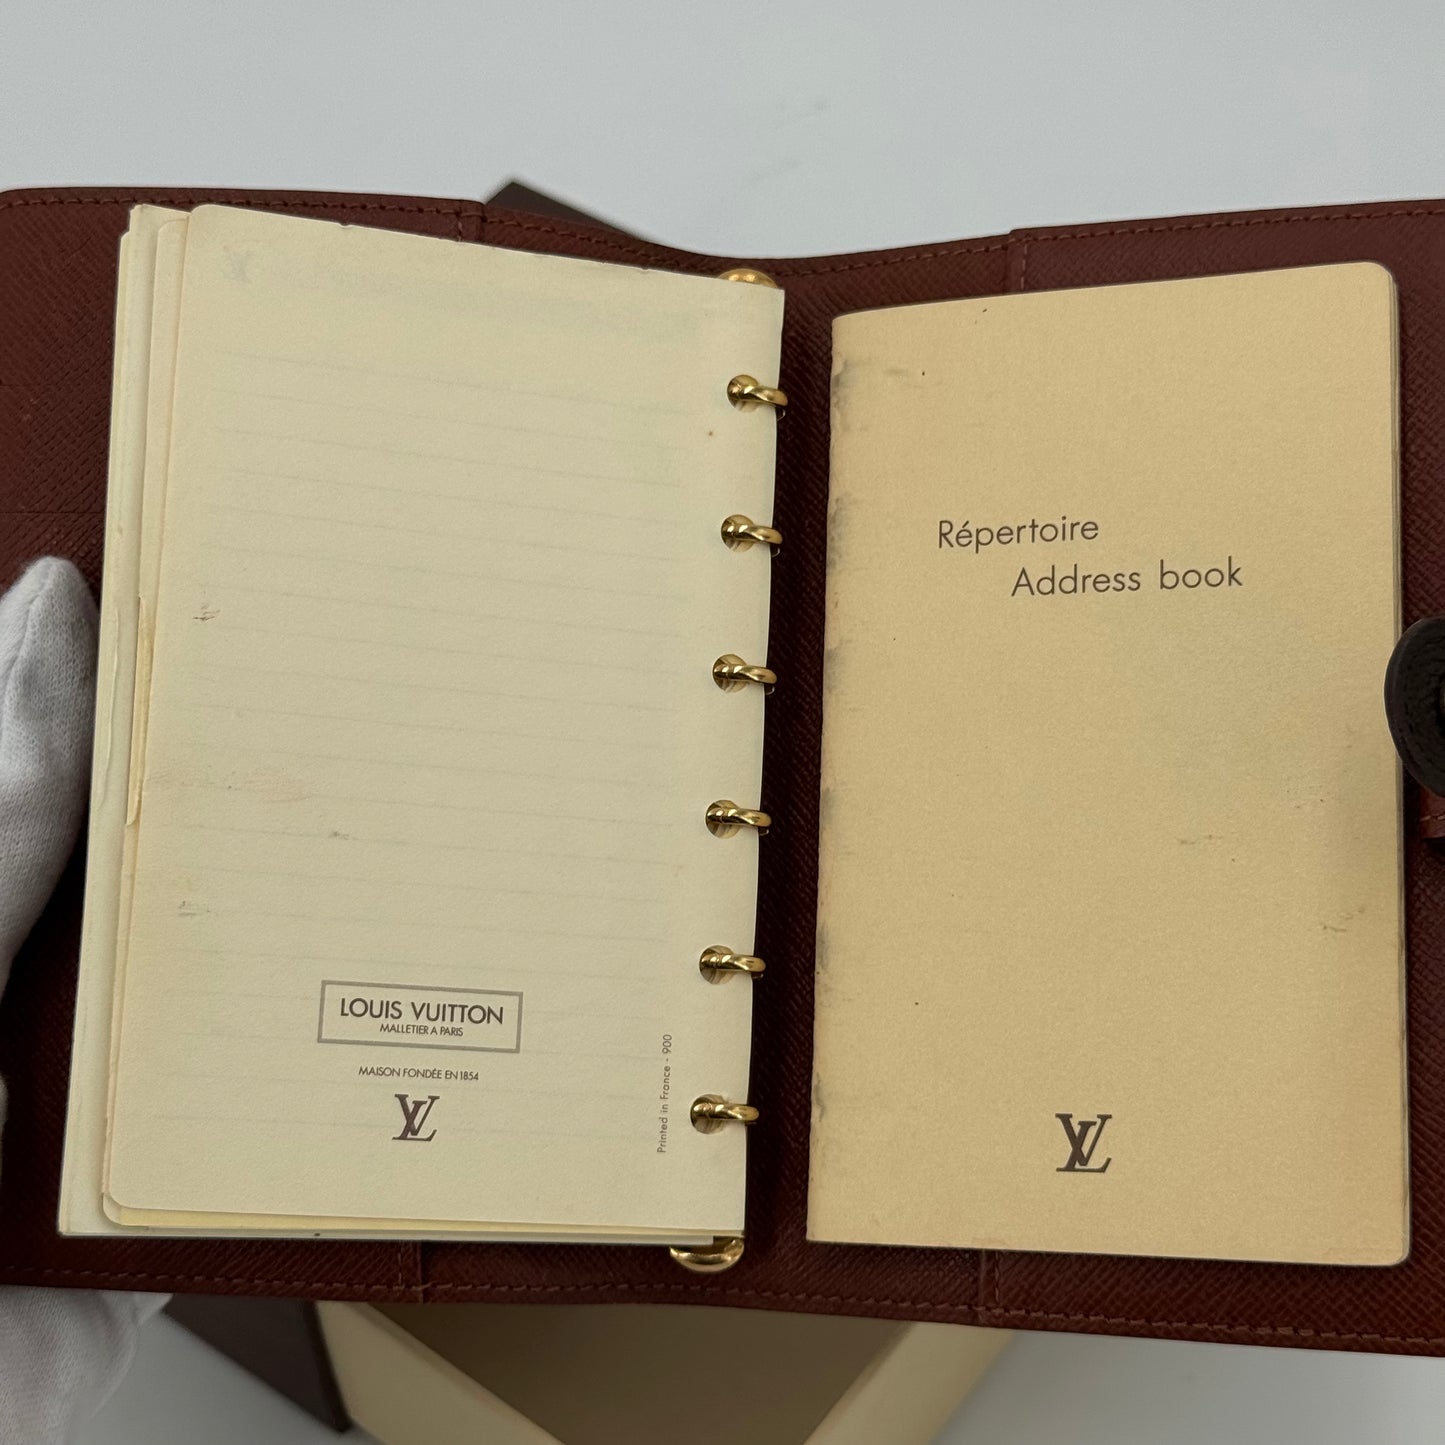 LOUIS VUITTON
MALLETIER A PARIS
MAISON FONDÉE EN 1854
LV
Printed in France - 900
Répertoire
Address book
LV